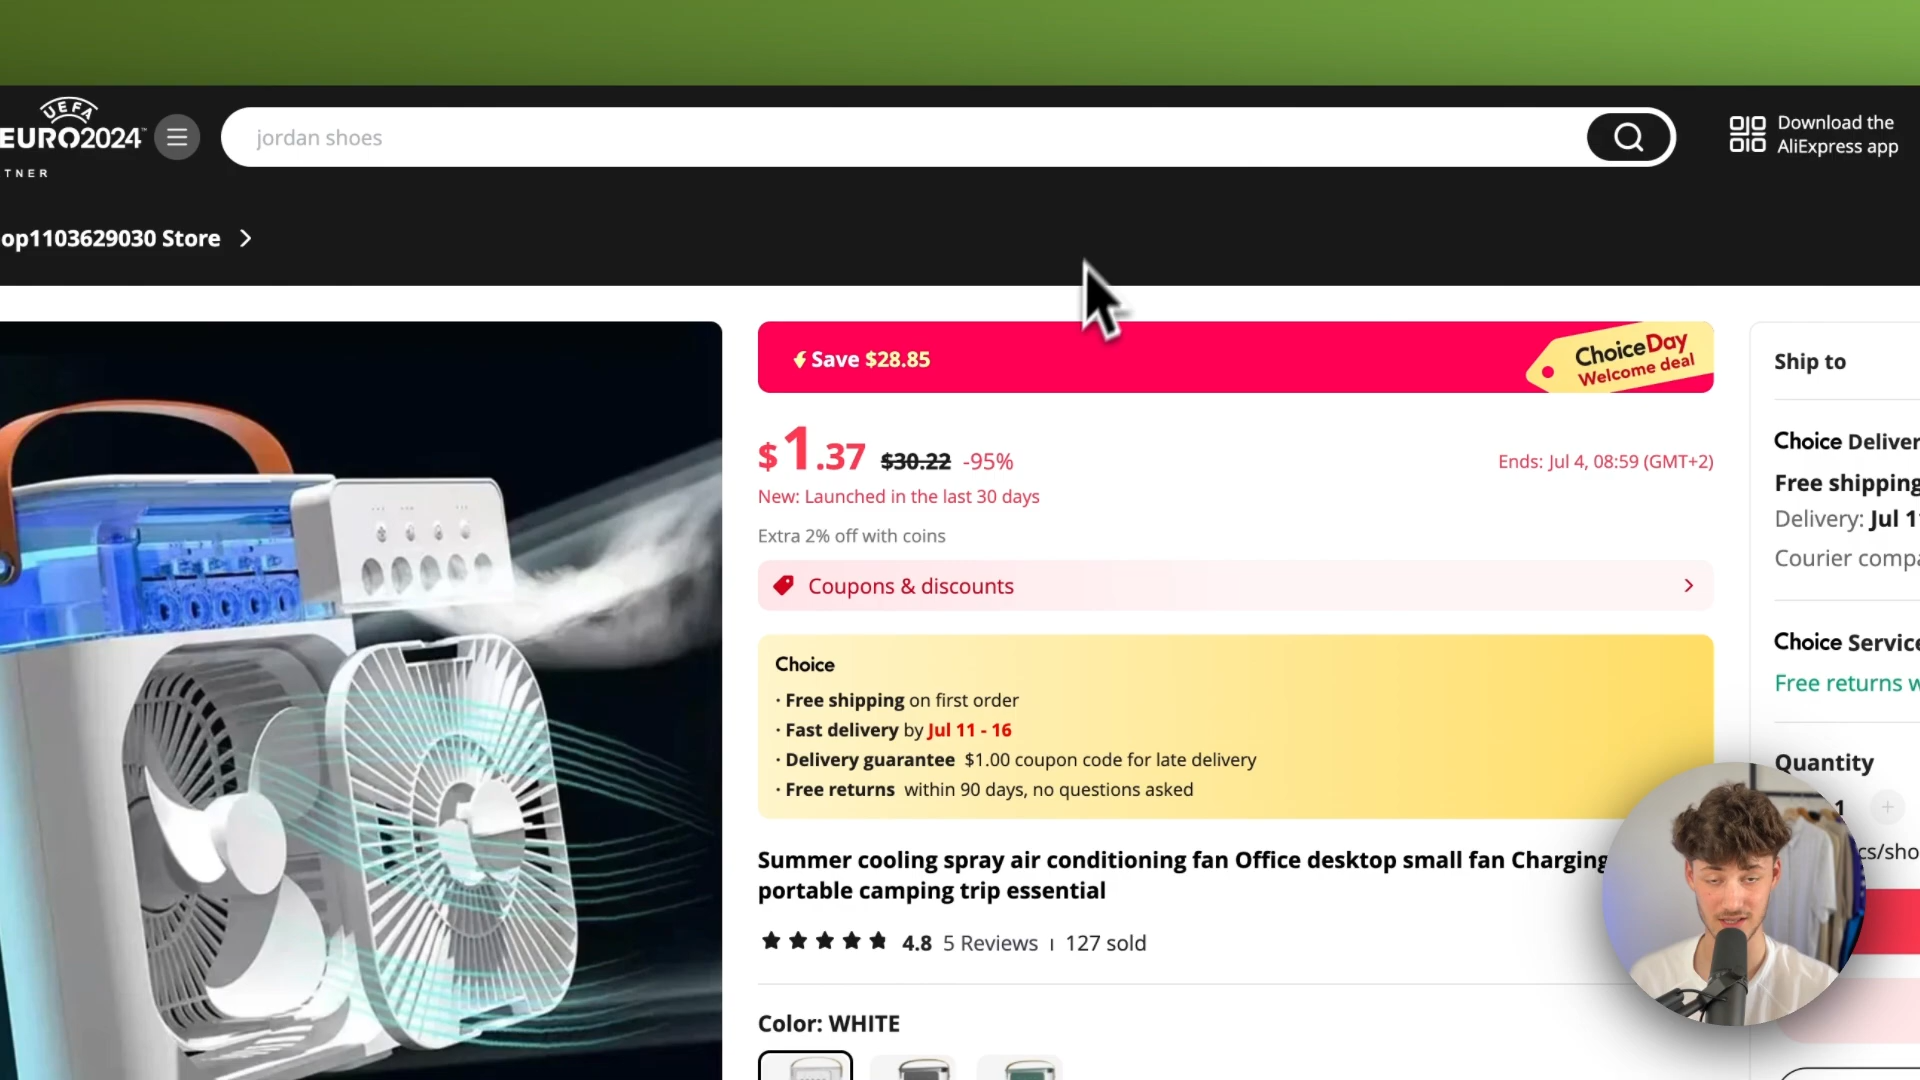 UEFA
EURO2024™
TNER
jordan shoes
Download the
AliExpress app
op1103629030 Store
Save $28.85
ChoiceDay
Welcome deal
$1.37 $30.22 -95%
Ends: Jul 4, 08:59 (GMT+2)
New: Launched in the last 30 days
Extra 2% off with coins
Coupons & discounts
Choice
· Free shipping on first order
· Fast delivery by Jul 11 - 16
· Delivery guarantee $1.00 coupon code for late delivery
· Free returns within 90 days, no questions asked
Summer cooling spray air conditioning fan Office desktop small fan Charging
portable camping trip essential
4.8 5 Reviews 127 sold
Color: WHITE
Ship to
Choice Deliver
Free shipping
Delivery: Jul 1
Courier compa
Choice Service
Free returns w
Quantity
1 +
cs/sho